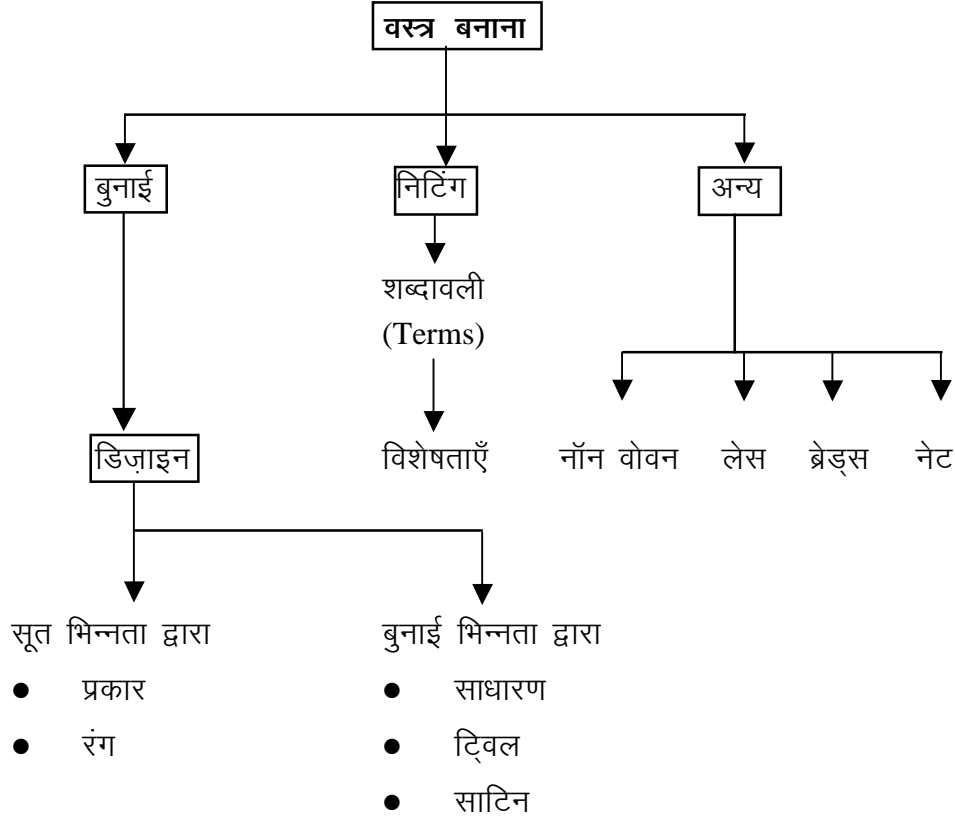 वस्त्र बनाना
बुनाई
निटिंग
अन्य
शब्दावली
(Terms)
डिज़ाइन
विशेषताएँ
नॉन वोवन
लेस
ब्रेड्स
नेट
सूत भिन्नता द्वारा
● प्रकार
● रंग
बुनाई भिन्नता द्वारा
● साधारण
● ट्विल
● साटिन